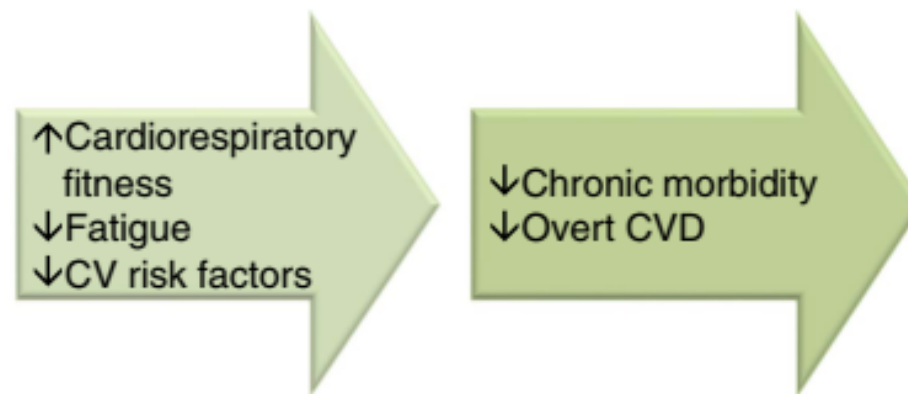 ↑Cardiorespiratory
fitness
↓Fatigue
↓CV risk factors
↓Chronic morbidity
↓Overt CVD